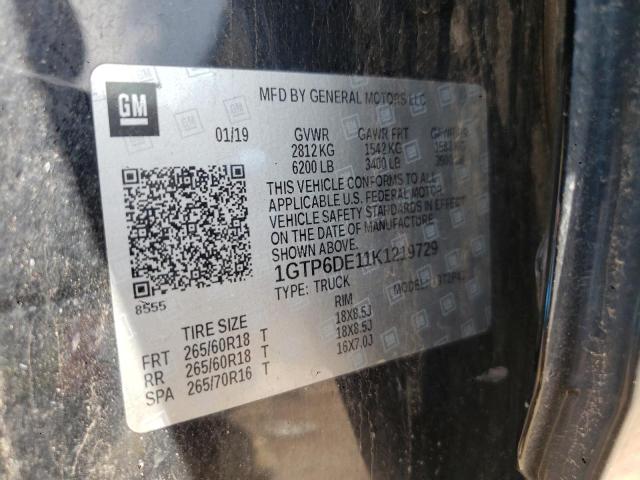 GM
MFD BY GENERAL MOTORS LLC
01/19 GVWR GAWR FRT
2812 KG 1542 KG
6200 LB 3400 LB
THIS VEHICLE CONFORMS TO ALL
APPLICABLE U.S. FEDERAL MOTOR
VEHICLE SAFETY STANDARDS IN EFFECT
ON THE DATE OF MANUFACTURE
SHOWN ABOVE.
1GTP6DE11K1219729
TYPE: TRUCK MODEL:
8555
TIRE SIZE RIM
FRT 265/60R18 T 18X8.5J
RR 265/60R18 T 18X8.5J
SPA 265/70R16 T 16X7.0J